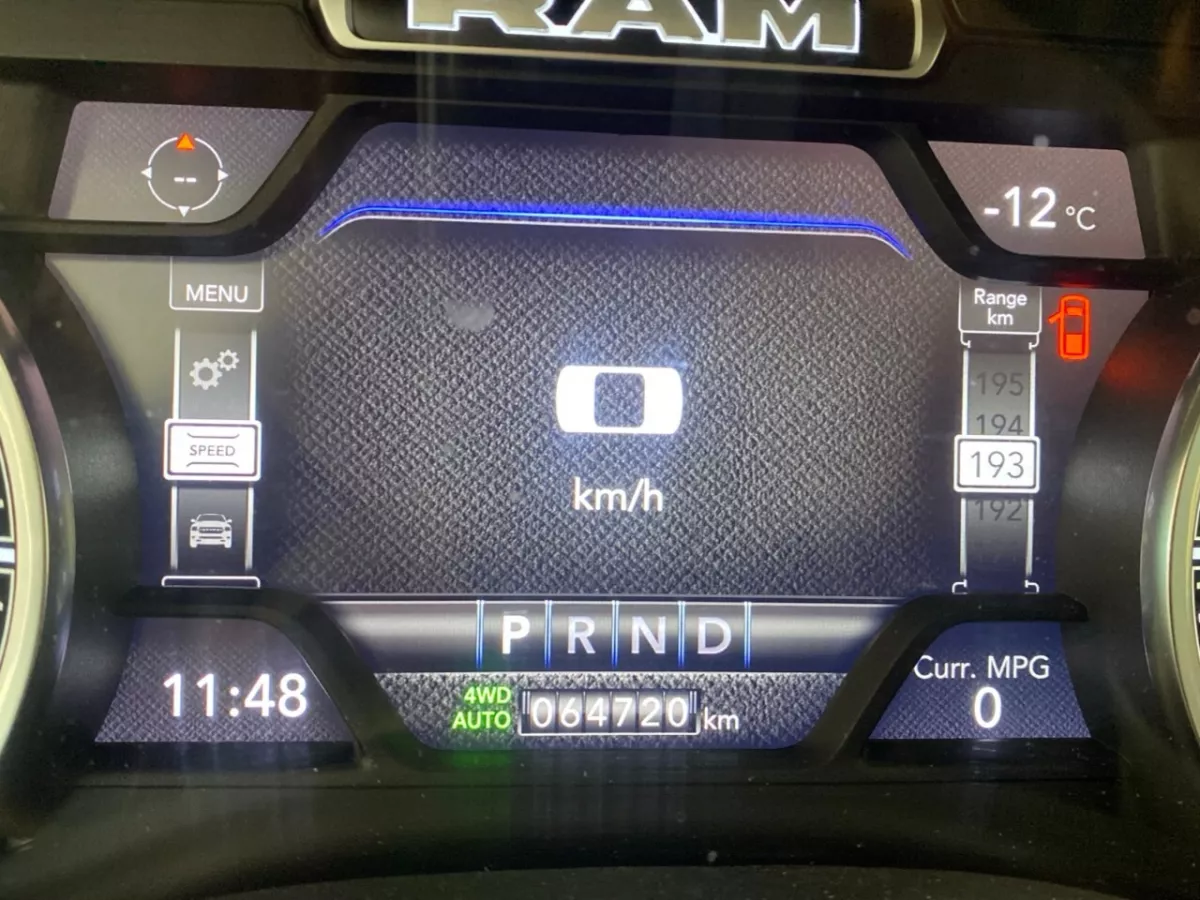 RAM
--
-12 °C
MENU
SPEED
0
km/h
Range
km
195
194
193
192
P R N D
11:48
4WD
AUTO
064720 km
Curr. MPG
0